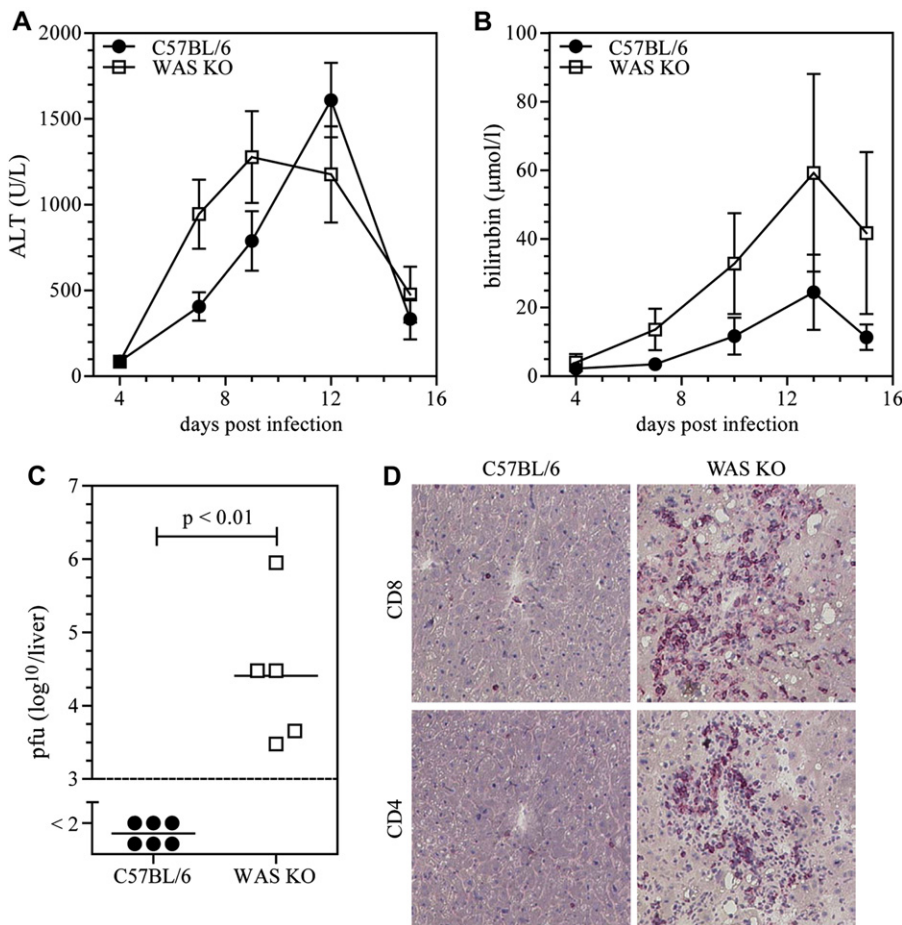 A
C57BL/6
WAS KO
ALT (U/L)
2000
1500
1000
500
0
4
8
12
16
days post infection
B
C57BL/6
WAS KO
bilirubin (μmol/l)
100
80
60
40
20
0
4
8
12
16
days post infection
C
p < 0.01
pfu (log¹⁰/liver)
7
6
5
4
3
< 2
C57BL/6
WAS KO
D
C57BL/6
WAS KO
CD8
CD4